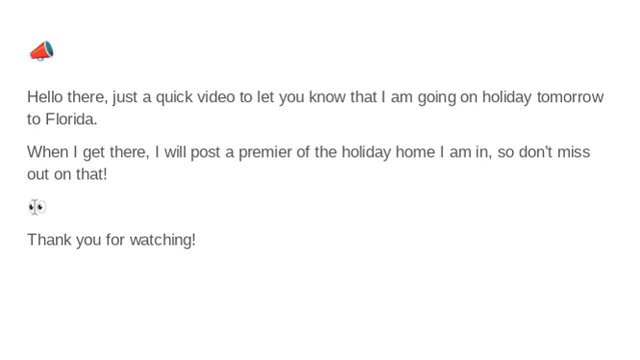 📣
Hello there, just a quick video to let you know that I am going on holiday tomorrow
to Florida.
When I get there, I will post a premier of the holiday home I am in, so don't miss
out on that!
👀
Thank you for watching!